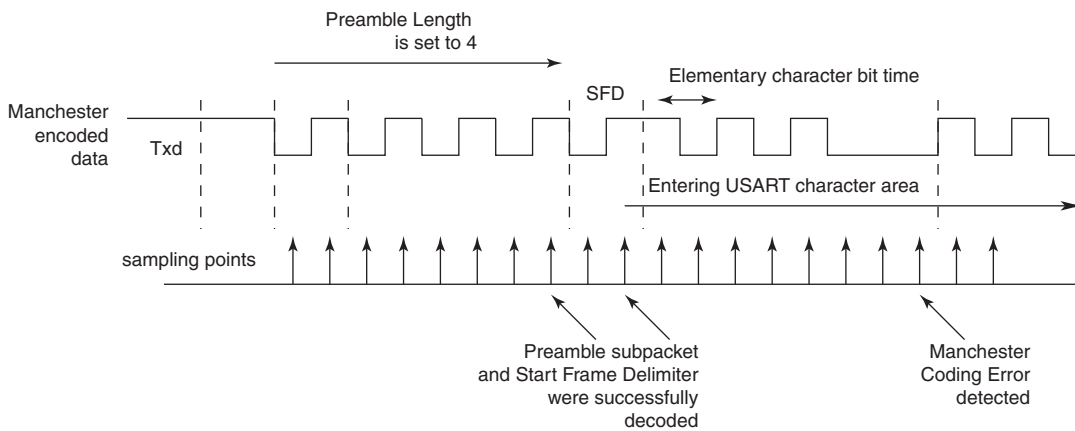 Preamble Length
is set to 4
SFD
Elementary character bit time
Manchester
encoded
data
Txd
Entering USART character area
sampling points
Preamble subpacket
and Start Frame Delimiter
were successfully
decoded
Manchester
Coding Error
detected